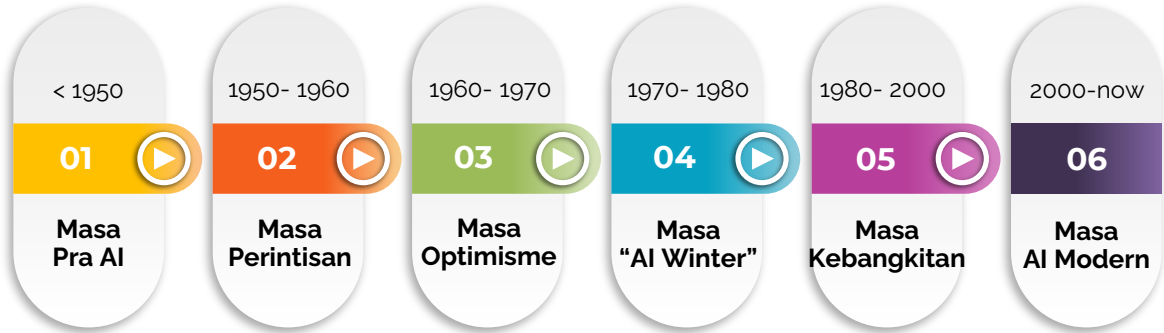 < 1950
01
Masa
Pra AI
1950- 1960
02
Masa
Perintisan
1960- 1970
03
Masa
Optimisme
1970- 1980
04
Masa
“AI Winter”
1980- 2000
05
Masa
Kebangkitan
2000-now
06
Masa
AI Modern